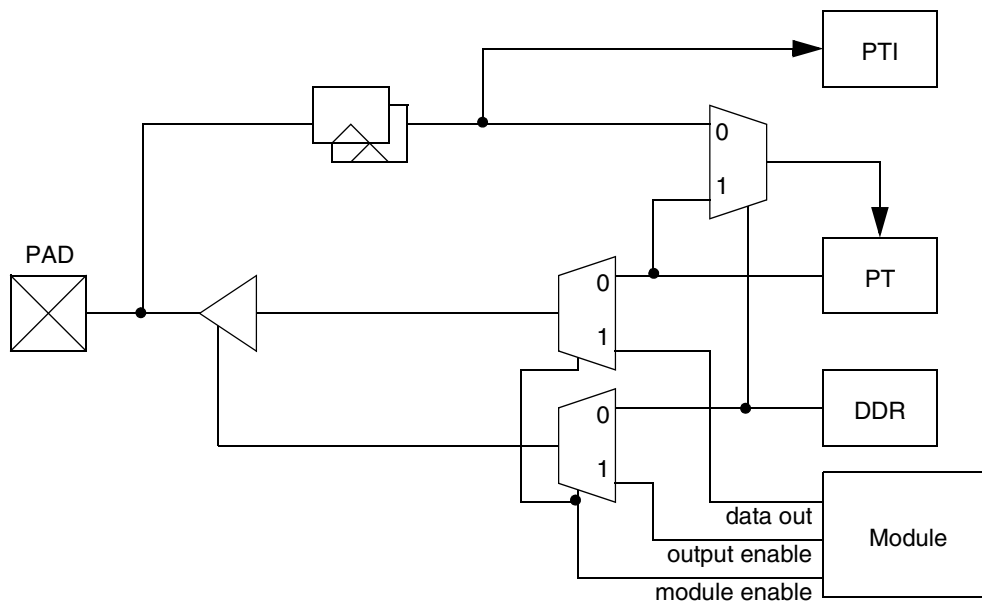 PTI
0
1
PAD
0
PT
1
0
DDR
1
data out
Module
output enable
module enable